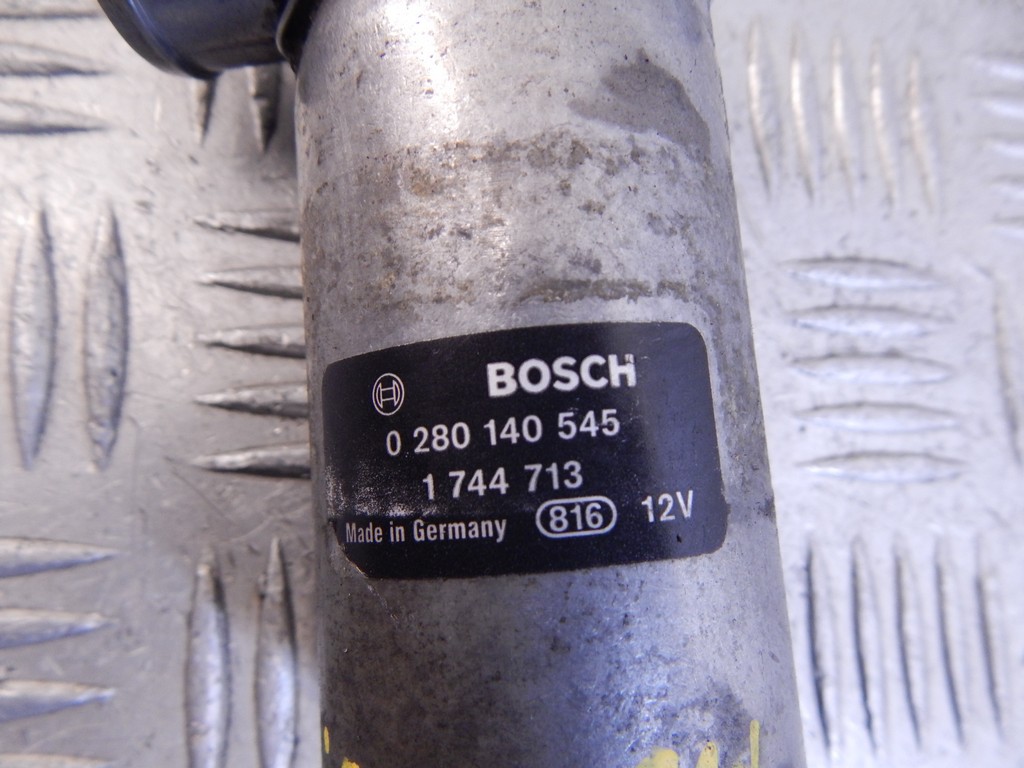 BOSCH
0 280 140 545
1 744 713
Made in Germany 816 12V